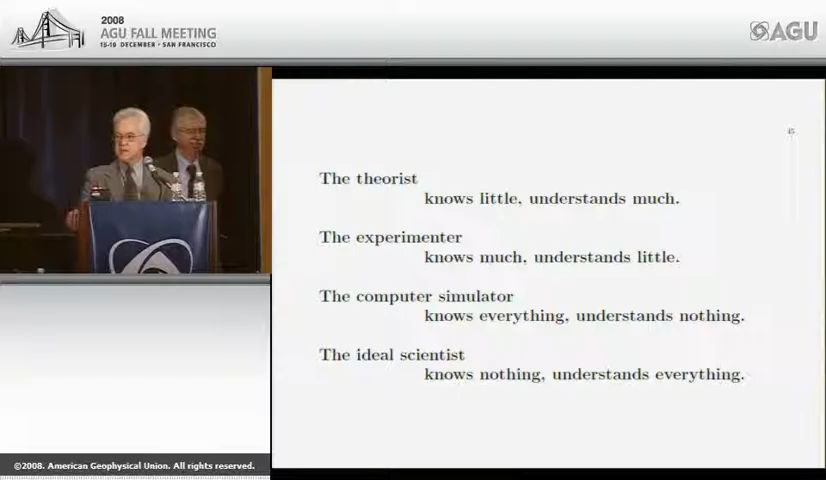 2008
AGU FALL MEETING
15-19 DECEMBER • SAN FRANCISCO
AGU
45
The theorist
knows little, understands much.
The experimenter
knows much, understands little.
The computer simulator
knows everything, understands nothing.
The ideal scientist
knows nothing, understands everything.
©2008. American Geophysical Union. All rights reserved.